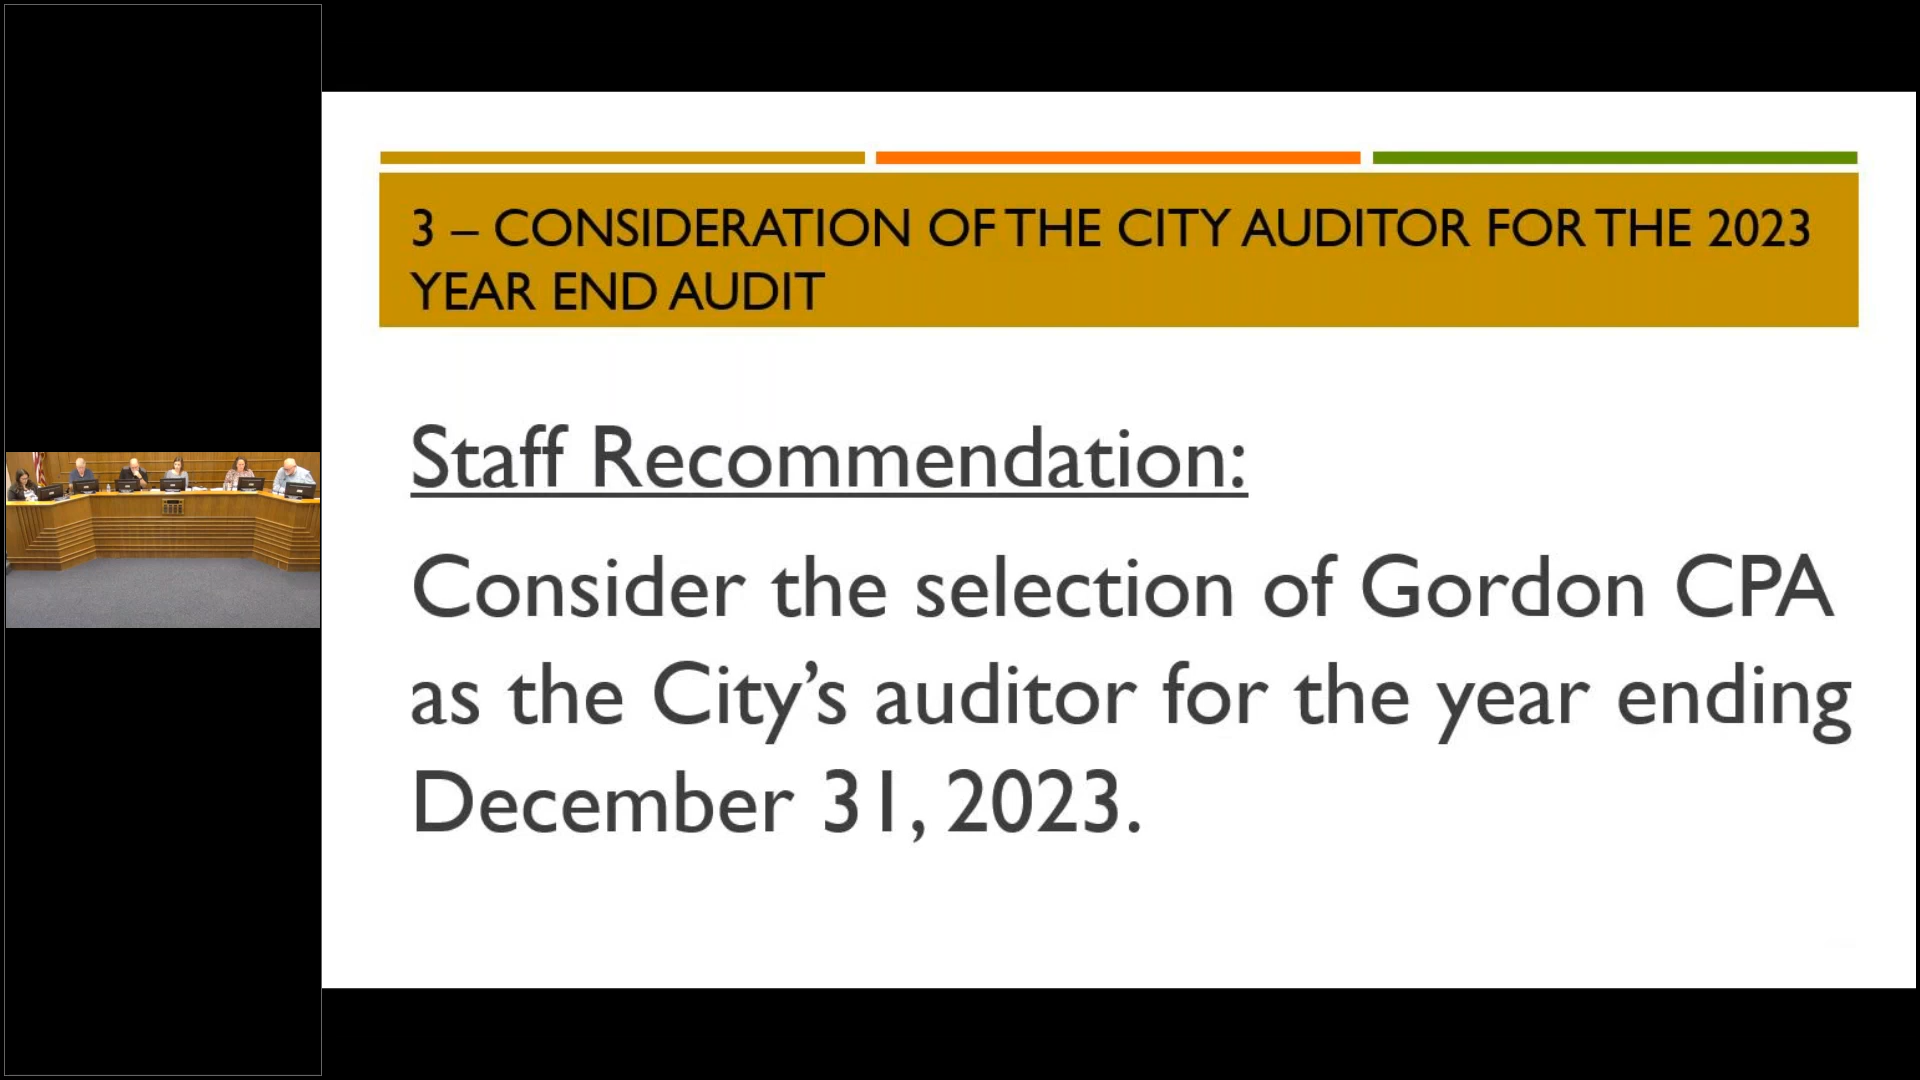 3 – CONSIDERATION OF THE CITY AUDITOR FOR THE 2023
YEAR END AUDIT
Staff Recommendation:
Consider the selection of Gordon CPA
as the City’s auditor for the year ending
December 31, 2023.